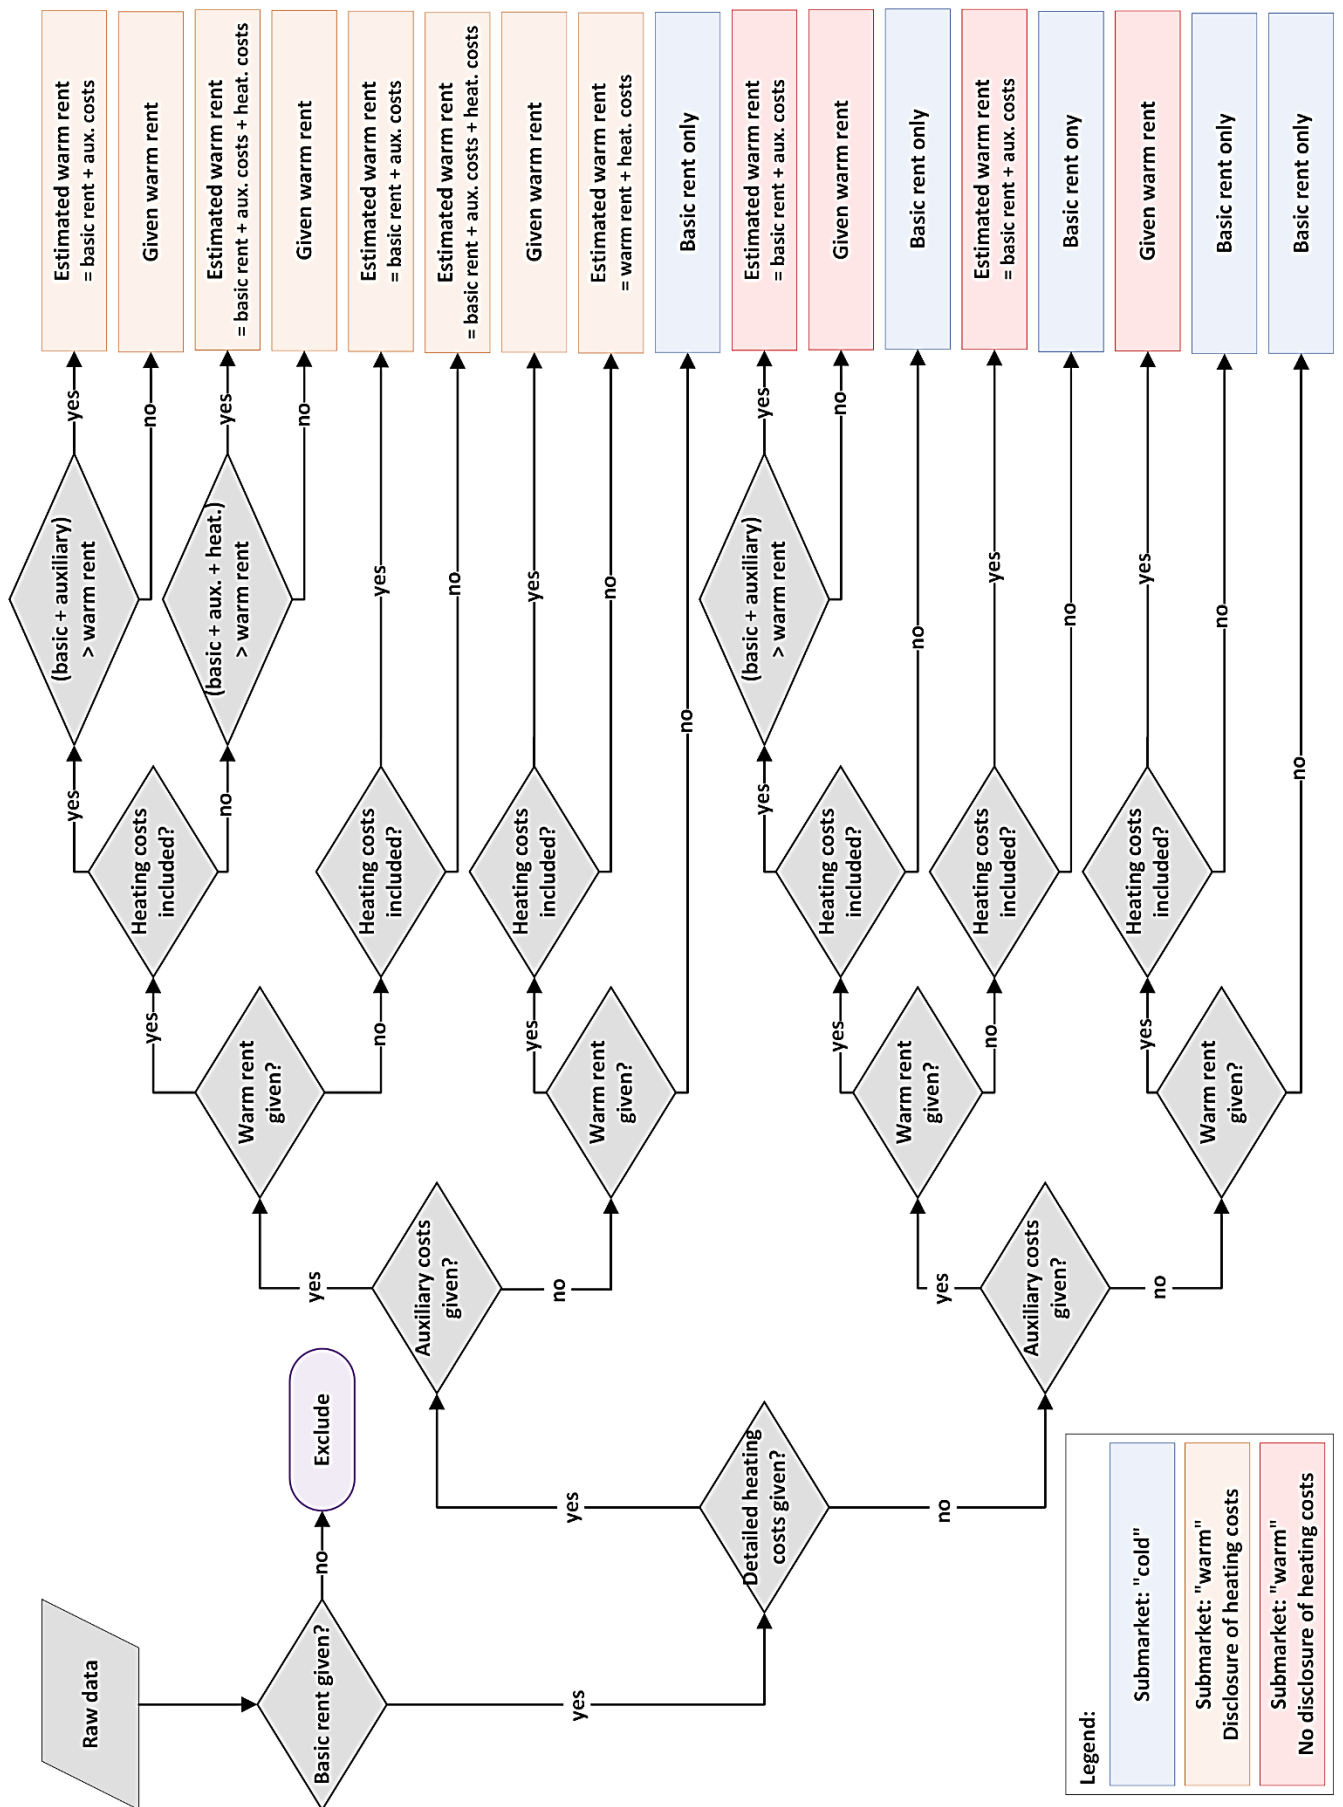 Raw data
Basic rent given?
no
Exclude
yes
Detailed heating
costs given?
yes
no
Auxiliary costs
given?
yes
no
Auxiliary costs
given?
yes
no
Warm rent
given?
yes
no
Warm rent
given?
yes
no
Warm rent
given?
yes
no
Warm rent
given?
yes
no
Heating costs
included?
yes
no
Heating costs
included?
yes
no
Heating costs
included?
yes
no
Heating costs
included?
yes
no
Heating costs
included?
yes
no
Heating costs
included?
yes
no
(basic + auxiliary)
> warm rent
yes
no
(basic + aux. + heat.)
> warm rent
yes
no
(basic + auxiliary)
> warm rent
yes
no
Estimated warm rent
= basic rent + aux. costs
Given warm rent
Estimated warm rent
= basic rent + aux. costs + heat. costs
Given warm rent
Estimated warm rent
= basic rent + aux. costs
Estimated warm rent
= basic rent + aux. costs + heat. costs
Given warm rent
Estimated warm rent
= warm rent + heat. costs
Basic rent only
Estimated warm rent
= basic rent + aux. costs
Given warm rent
Basic rent only
Estimated warm rent
= basic rent + aux. costs
Basic rent ony
Given warm rent
Basic rent only
Basic rent only
Legend:
Submarket: "cold"
Submarket: "warm"
Disclosure of heating costs
Submarket: "warm"
No disclosure of heating costs